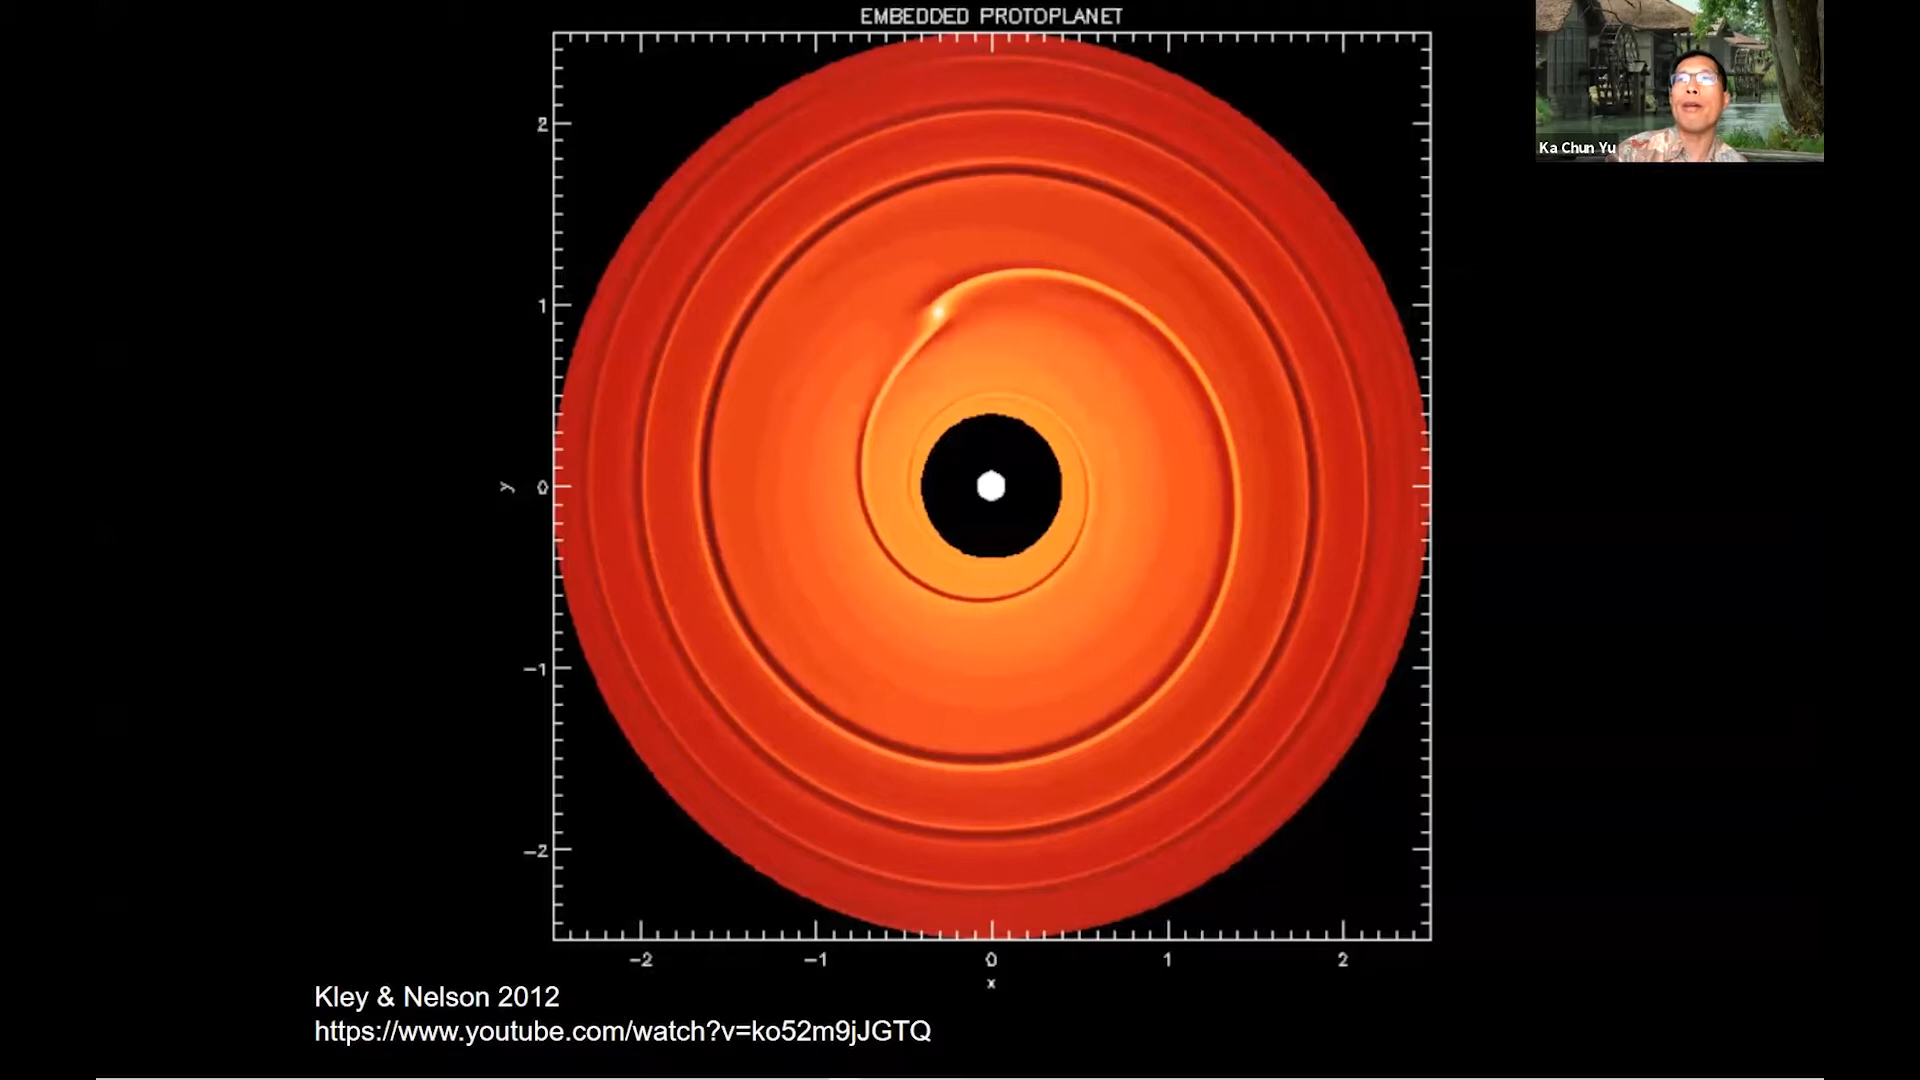 EMBEDDED PROTOPLANET
Ka Chun Yu
2
1
y
0
−1
−2
−2
−1
0
1
2
x
Kley & Nelson 2012
https://www.youtube.com/watch?v=ko52m9jJGTQ